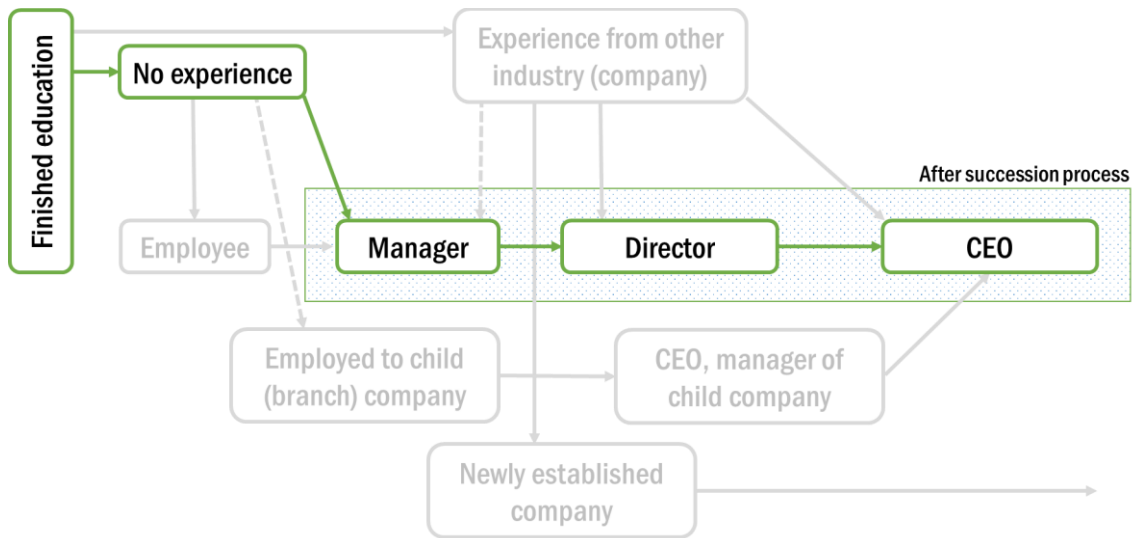 Finished education
Experience from other
industry (company)
No experience
After succession process
Employee
Manager
Director
CEO
Employed to child
(branch) company
CEO, manager of
child company
Newly established
company